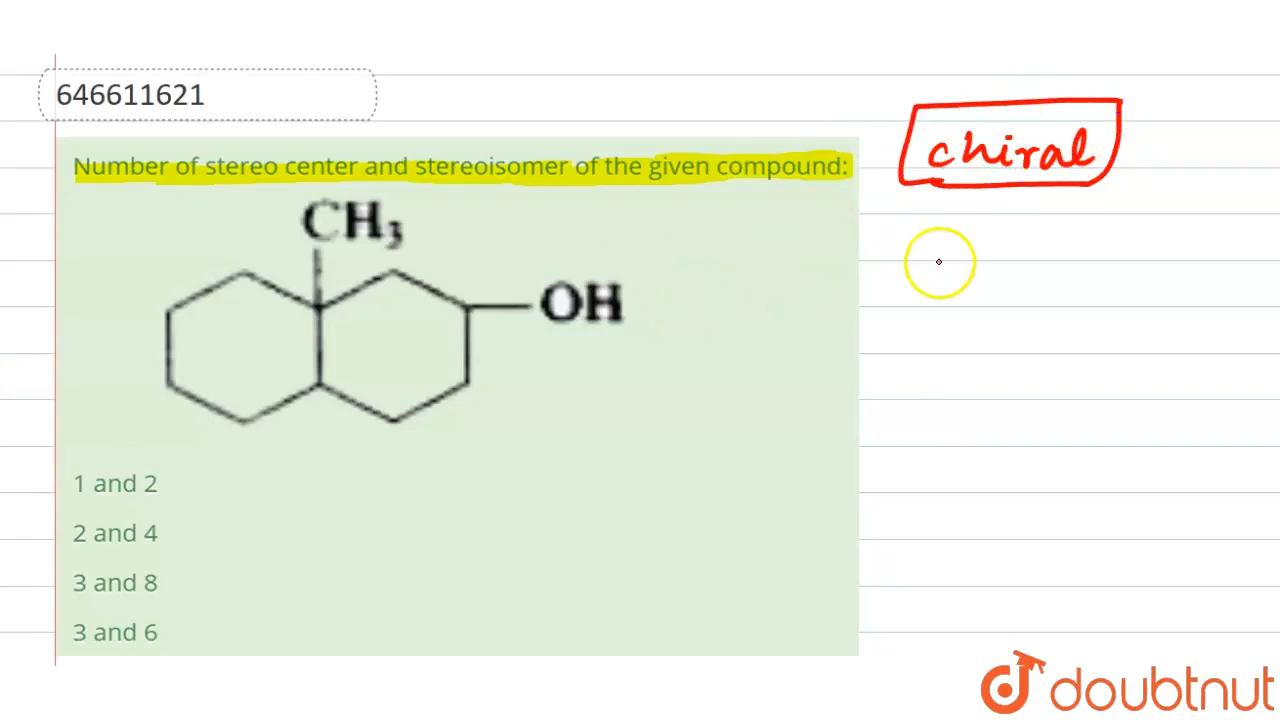 646611621
chiral
Number of stereo center and stereoisomer of the given compound:
CH3
OH
1 and 2
2 and 4
3 and 8
3 and 6
doubtnut